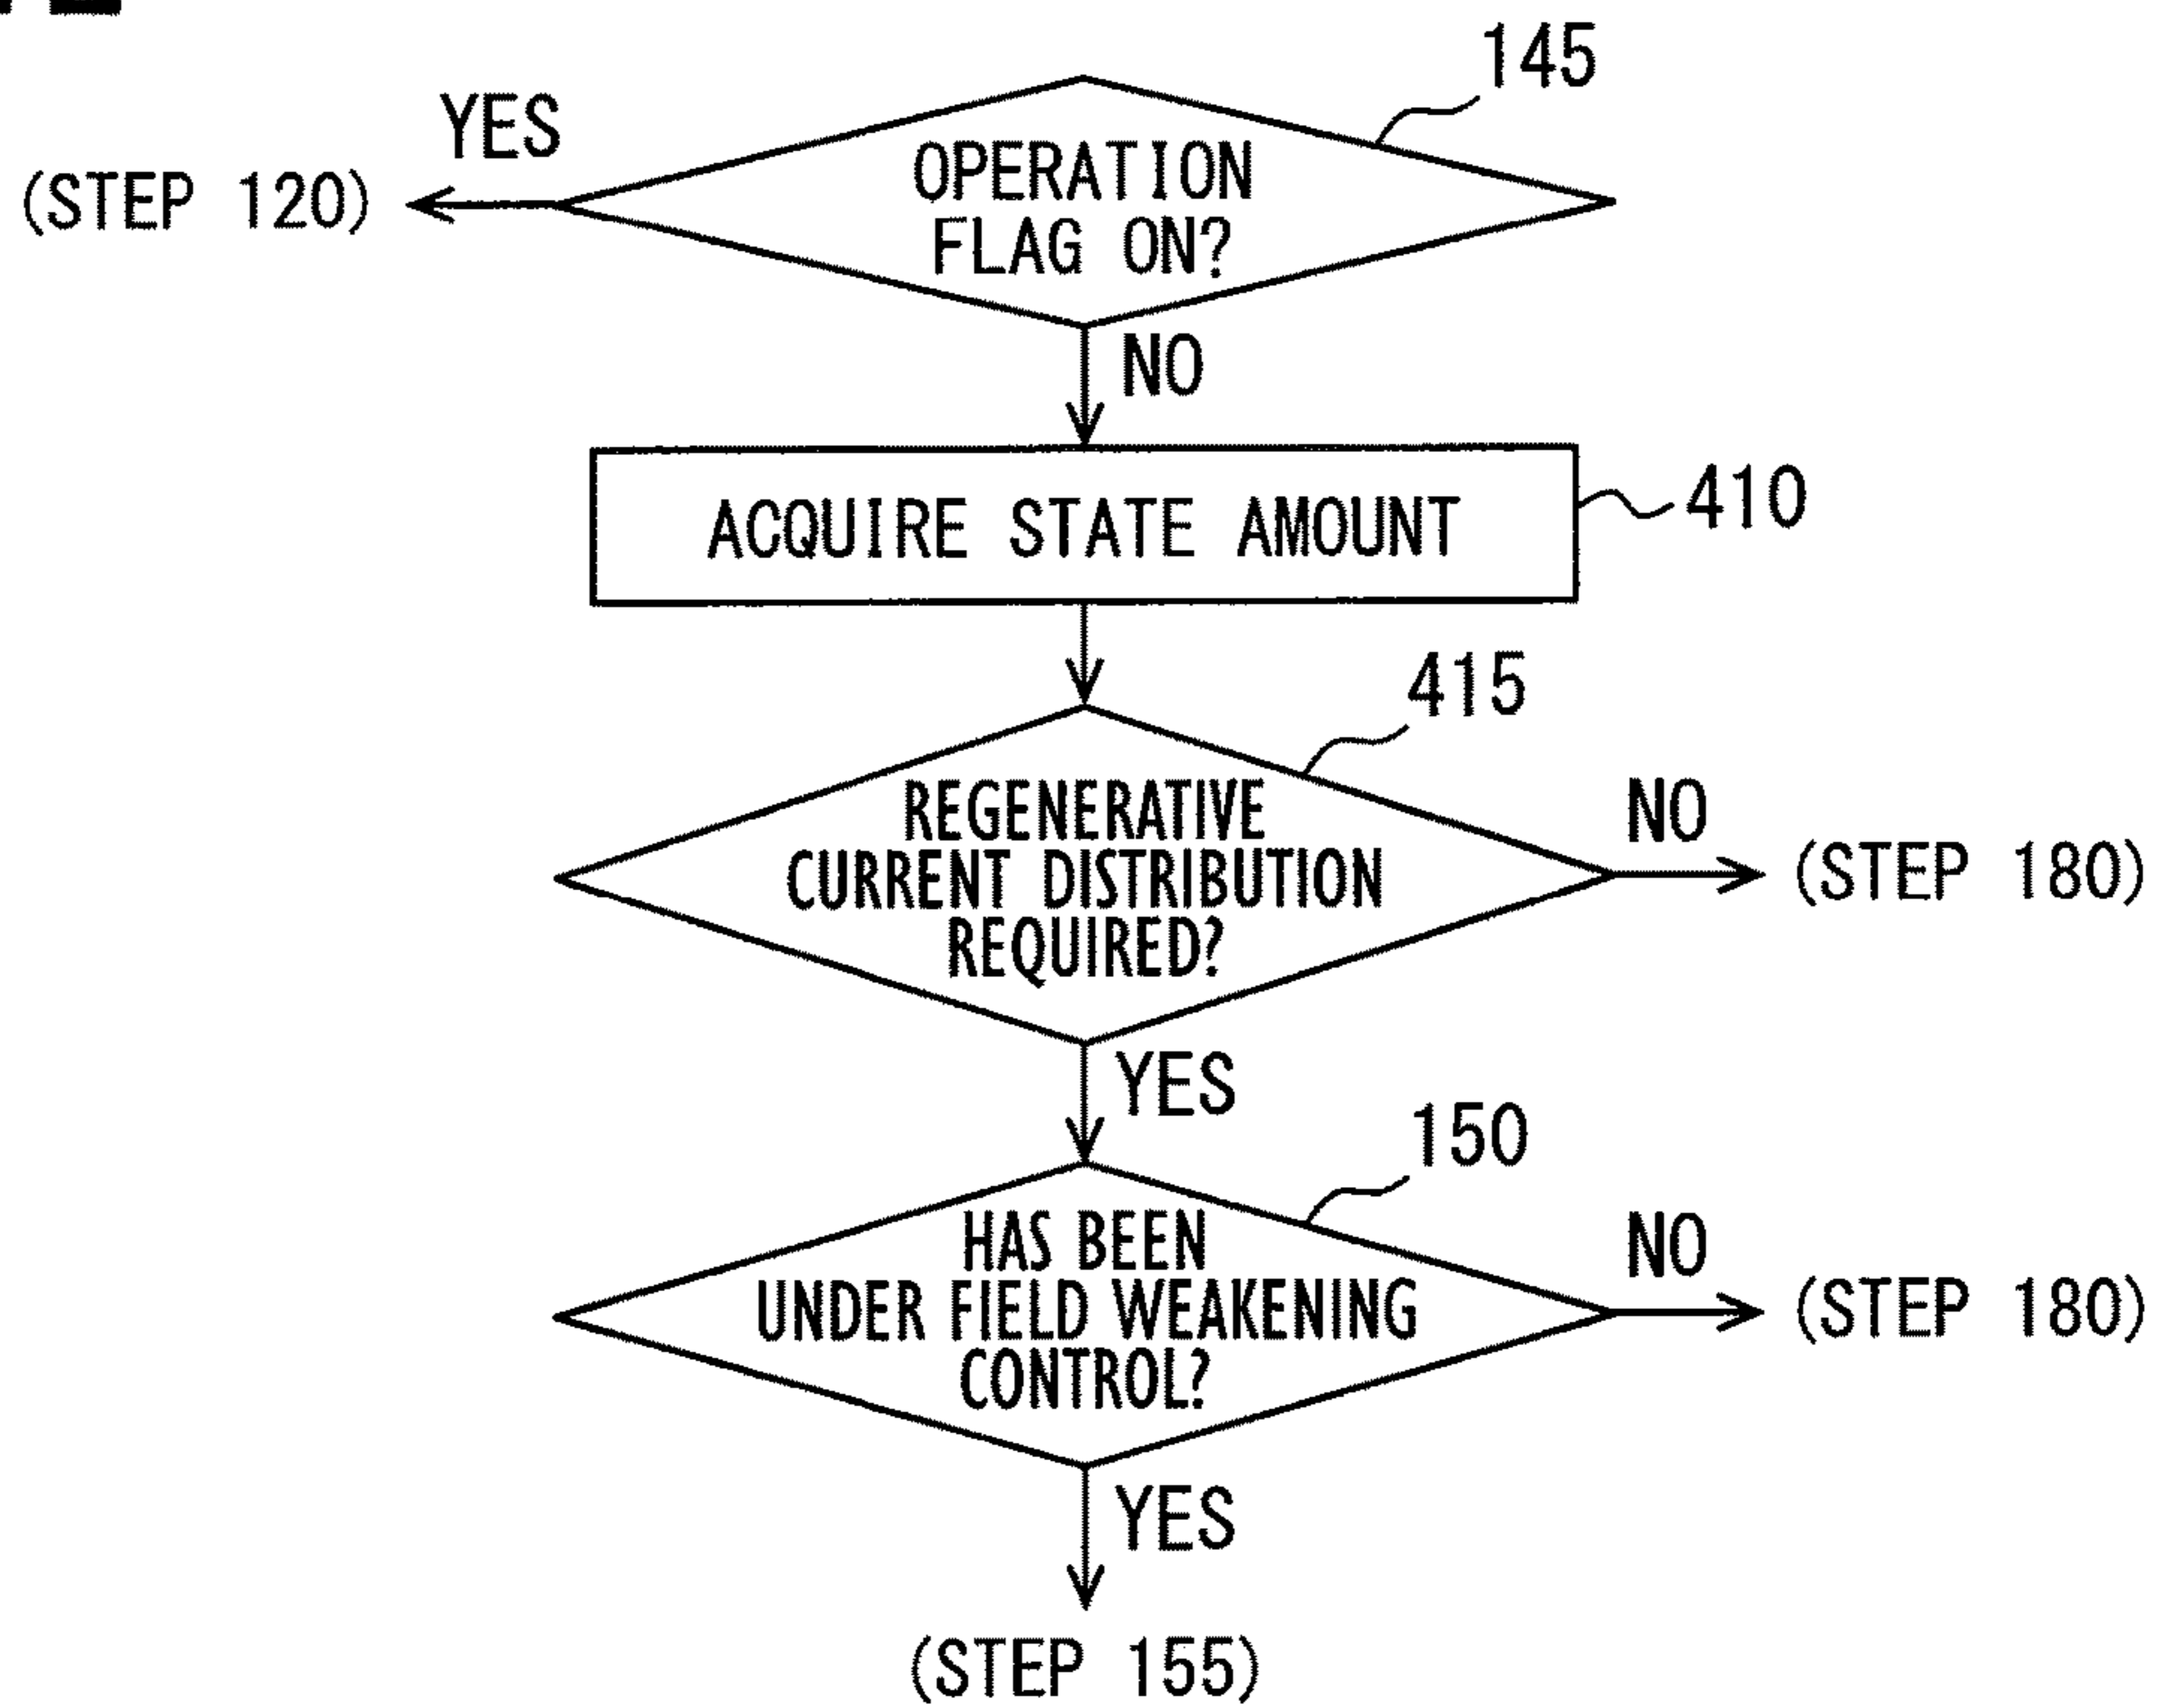 145
YES
(STEP 120)
OPERATION
FLAG ON?
NO
ACQUIRE STATE AMOUNT
410
415
REGENERATIVE
CURRENT DISTRIBUTION
REQUIRED?
NO
(STEP 180)
YES
150
HAS BEEN
UNDER FIELD WEAKENING
CONTROL?
NO
(STEP 180)
YES
(STEP 155)